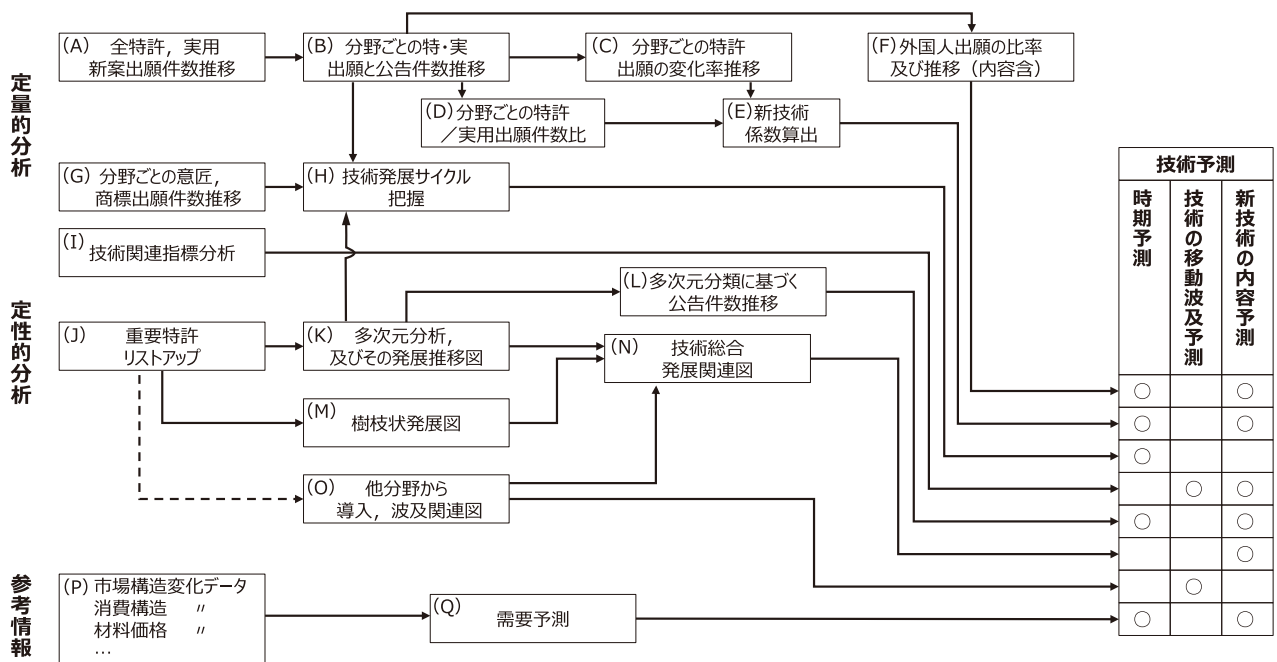 定量的分析
(A) 全特許，実用
新案出願件数推移
(B) 分野ごとの特・実
出願と公告件数推移
(C) 分野ごとの特許
出願の変化率推移
(F) 外国人出願の比率
及び推移（内容含）
(D) 分野ごとの特許
／実用出願件数比
(E) 新技術
係数算出
(G) 分野ごとの意匠，
商標出願件数推移
(H) 技術発展サイクル
把握
(I) 技術関連指標分析
定性的分析
(J) 重要特許
リストアップ
(K) 多次元分析，
及びその発展推移図
(L) 多次元分類に基づく
公告件数推移
(M) 樹枝状発展図
(N) 技術総合
発展関連図
(O) 他分野から
導入，波及関連図
参考情報
(P) 市場構造変化データ
消費構造 〃
材料価格 〃
…
(Q) 需要予測
技術予測
時期予測
技術の移動波及予測
新技術の内容予測
○ ○
○ ○
○
○ ○
○ ○
○
○
○ ○